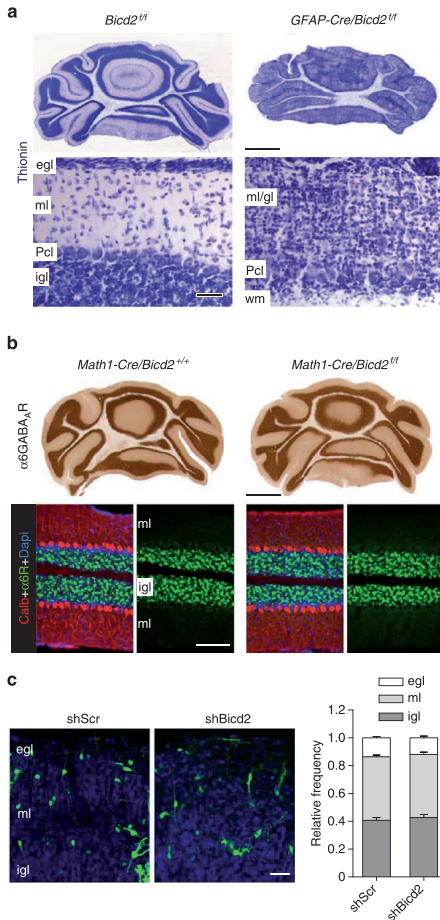 a
Bicd2 f/f
GFAP-Cre/Bicd2 f/f
Thionin
egl
ml
Pcl
igl
ml/gl
Pcl
wm
b
Math1-Cre/Bicd2 +/+
Math1-Cre/Bicd2 f/f
α6GABA A R
Calb+α6R+Dapi
ml
igl
ml
c
shScr
shBicd2
egl
ml
igl
egl
ml
igl
Relative frequency
1.2
1.0
0.8
0.6
0.4
0.2
0
shScr
shBicd2